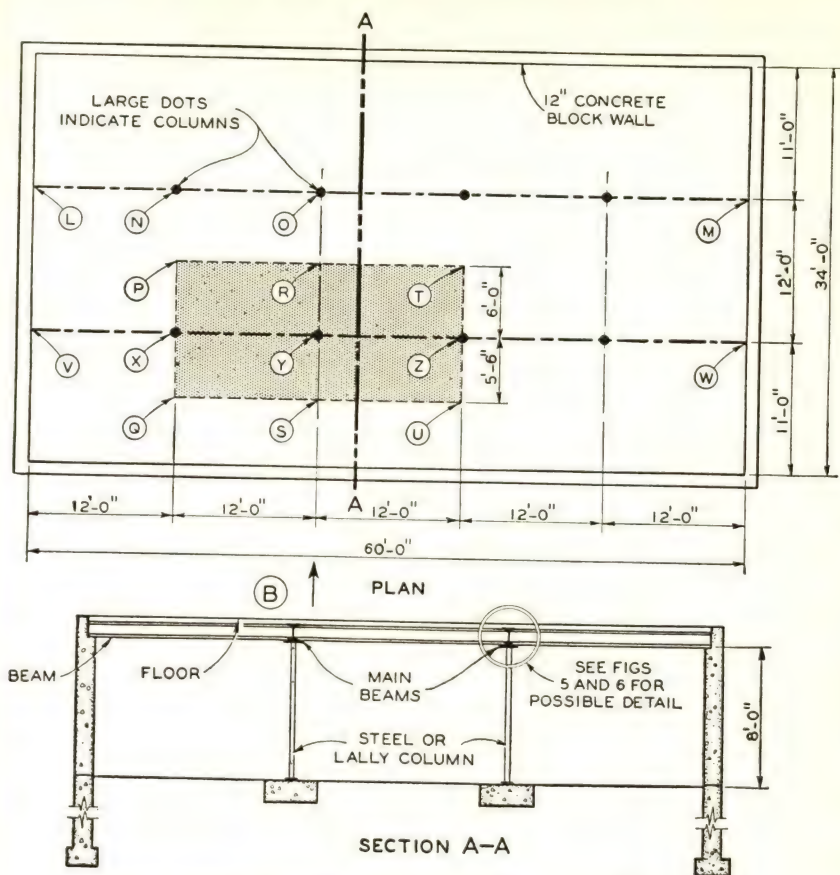 A
LARGE DOTS
INDICATE COLUMNS
12" CONCRETE
BLOCK WALL
11'-0"
L
N
O
M
12'-0"
34'-0"
P
R
T
6'-0"
V
X
Y
Z
W
5'-6"
Q
S
U
11'-0"
A
12'-0"
12'-0"
12'-0"
12'-0"
12'-0"
60'-0"
B
PLAN
BEAM
FLOOR
MAIN
BEAMS
SEE FIGS
5 AND 6 FOR
POSSIBLE DETAIL
8'-0"
STEEL OR
LALLY COLUMN
SECTION A-A